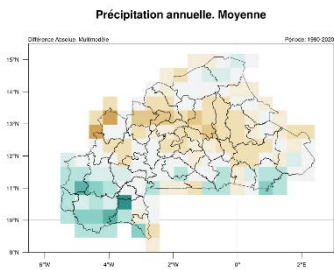 Précipitation annuelle. Moyenne
Différence Absolue. Multimodèle Période: 1990-2020
15°N
14°N
13°N
12°N
11°N
10°N
9°N
6°W 4°W 2°W 0° 2°E